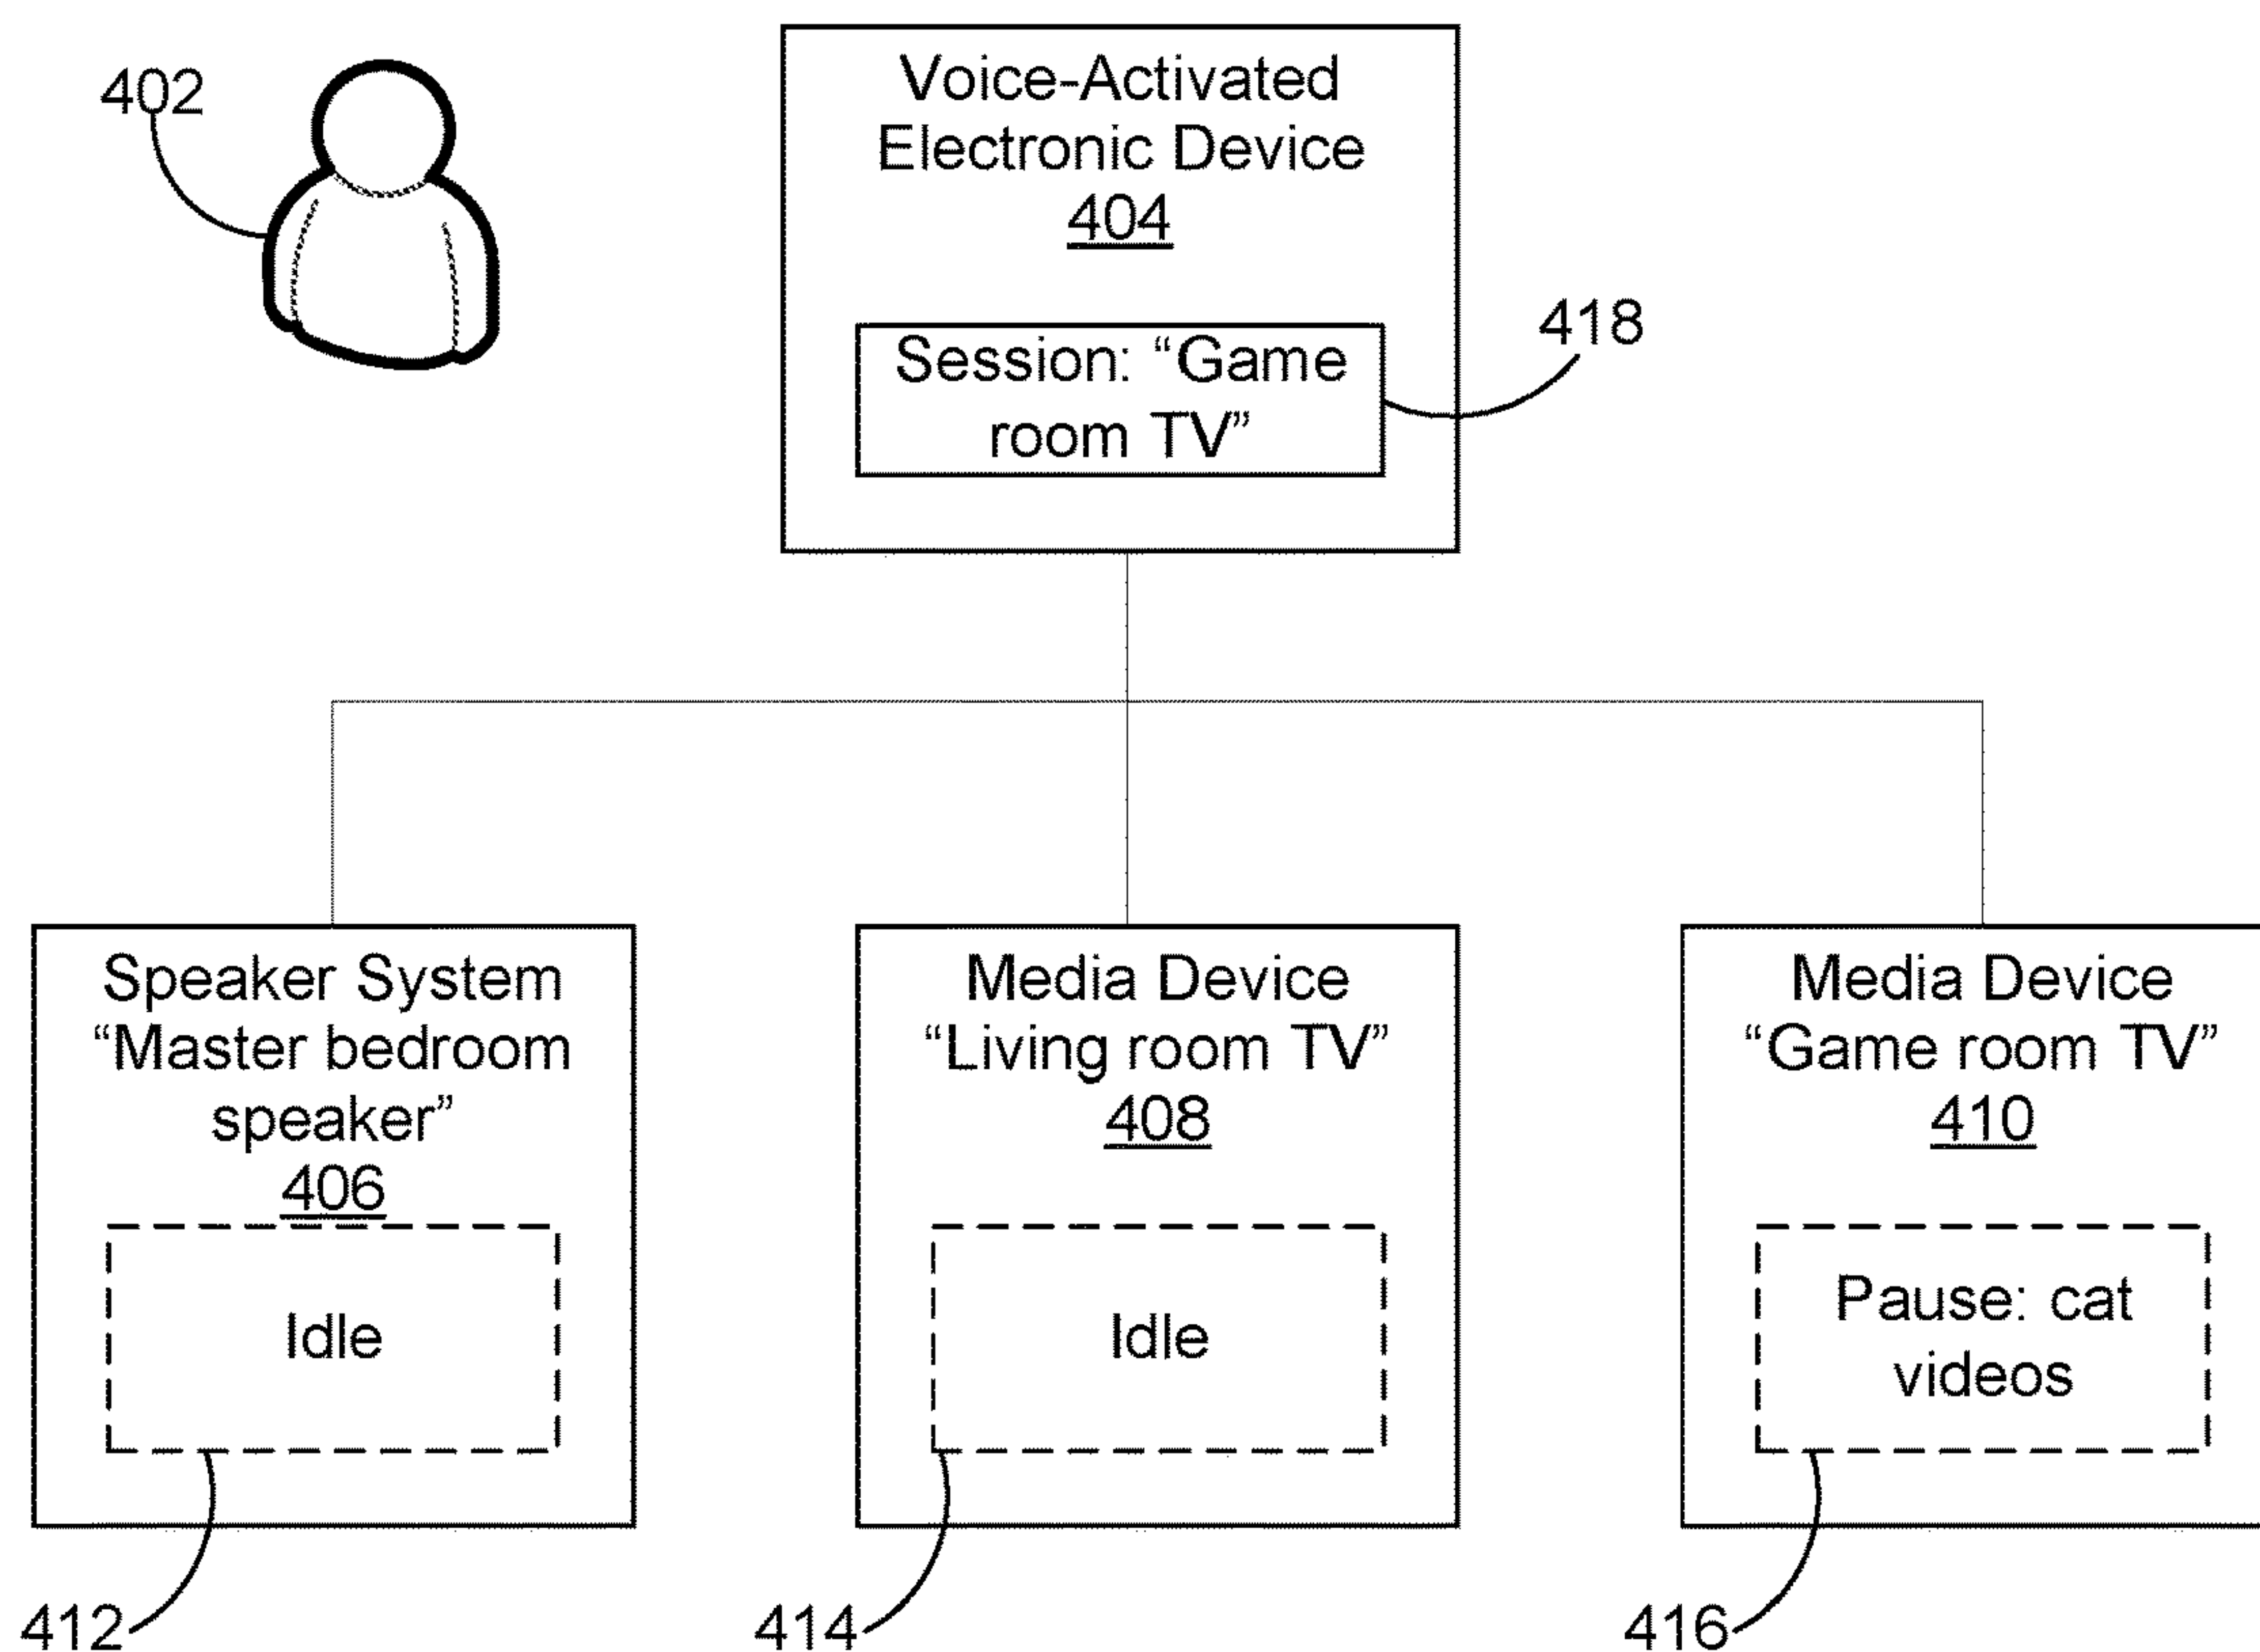 402
Voice-Activated
Electronic Device
404
Session: “Game
room TV”
418
Speaker System
“Master bedroom
speaker”
406
Idle
412
Media Device
“Living room TV”
408
Idle
414
Media Device
“Game room TV”
410
Pause: cat
videos
416